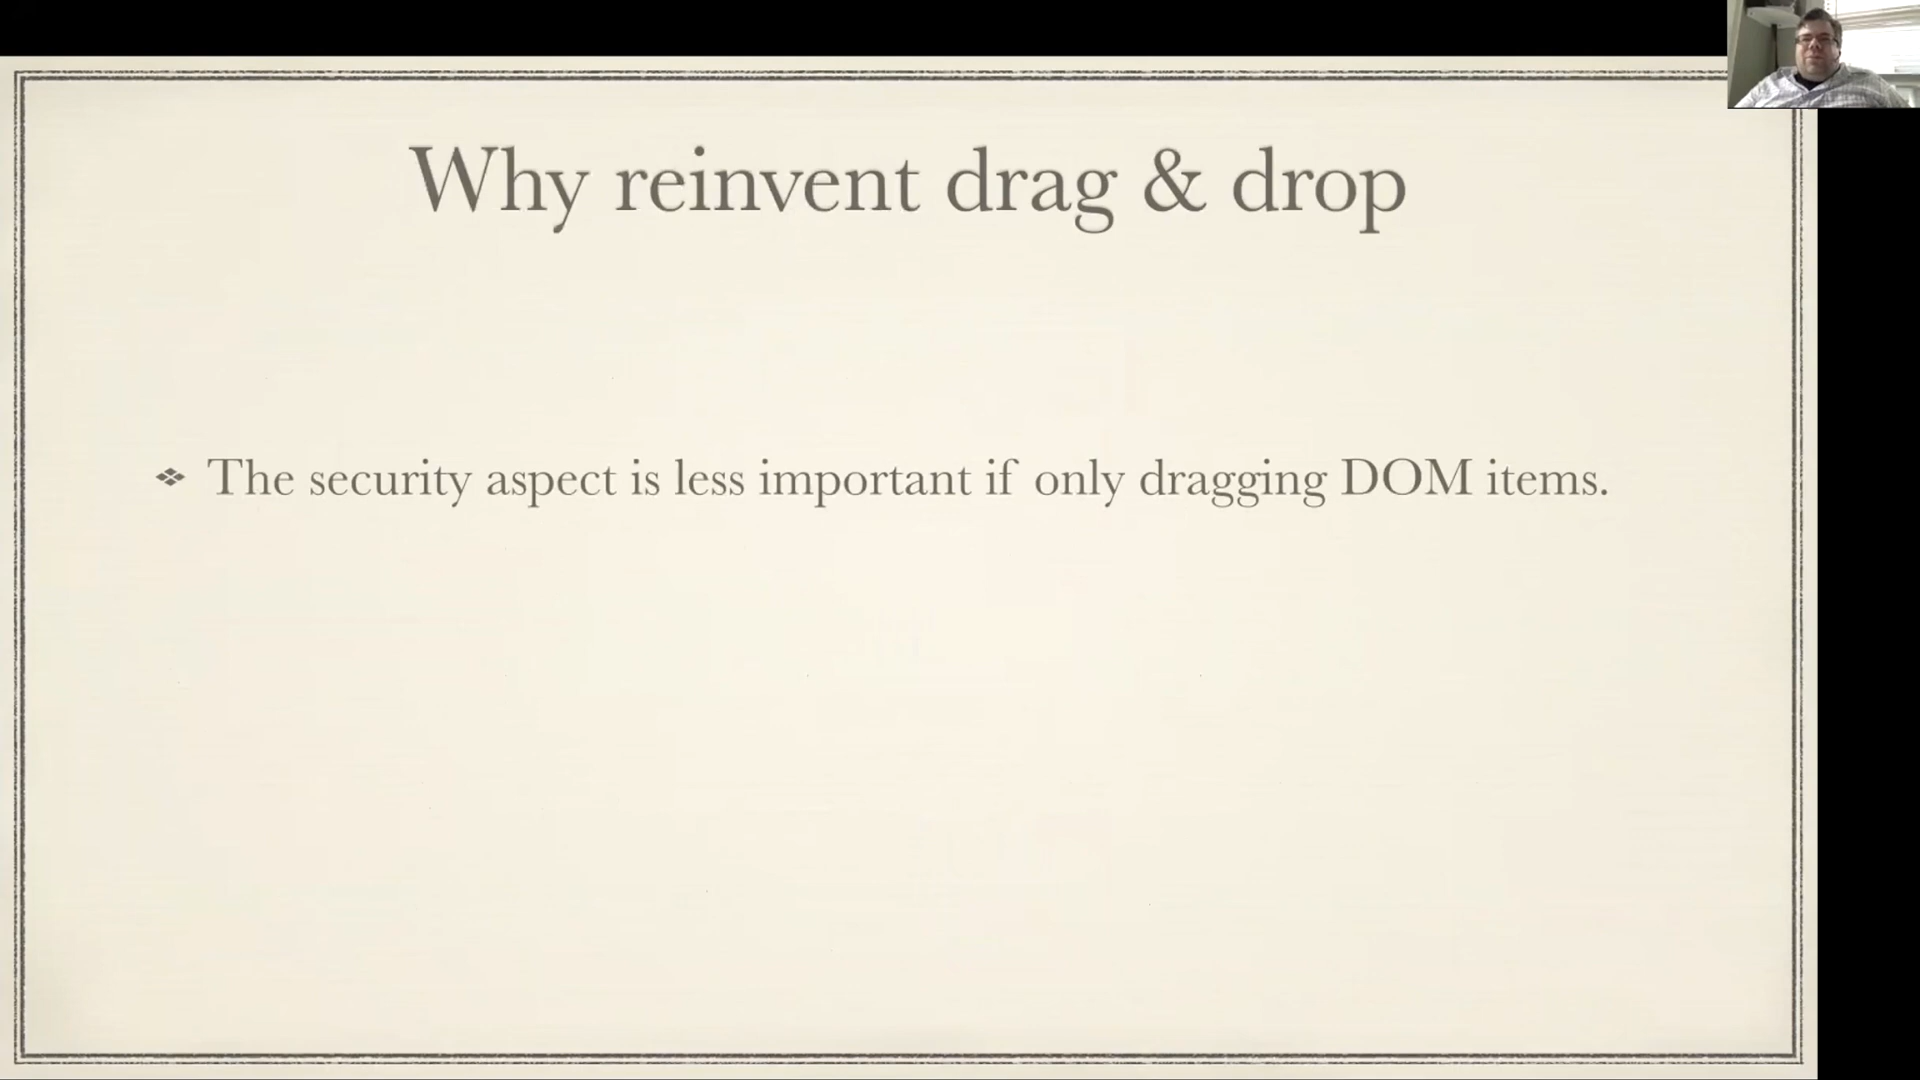 Why reinvent drag & drop
The security aspect is less important if only dragging DOM items.